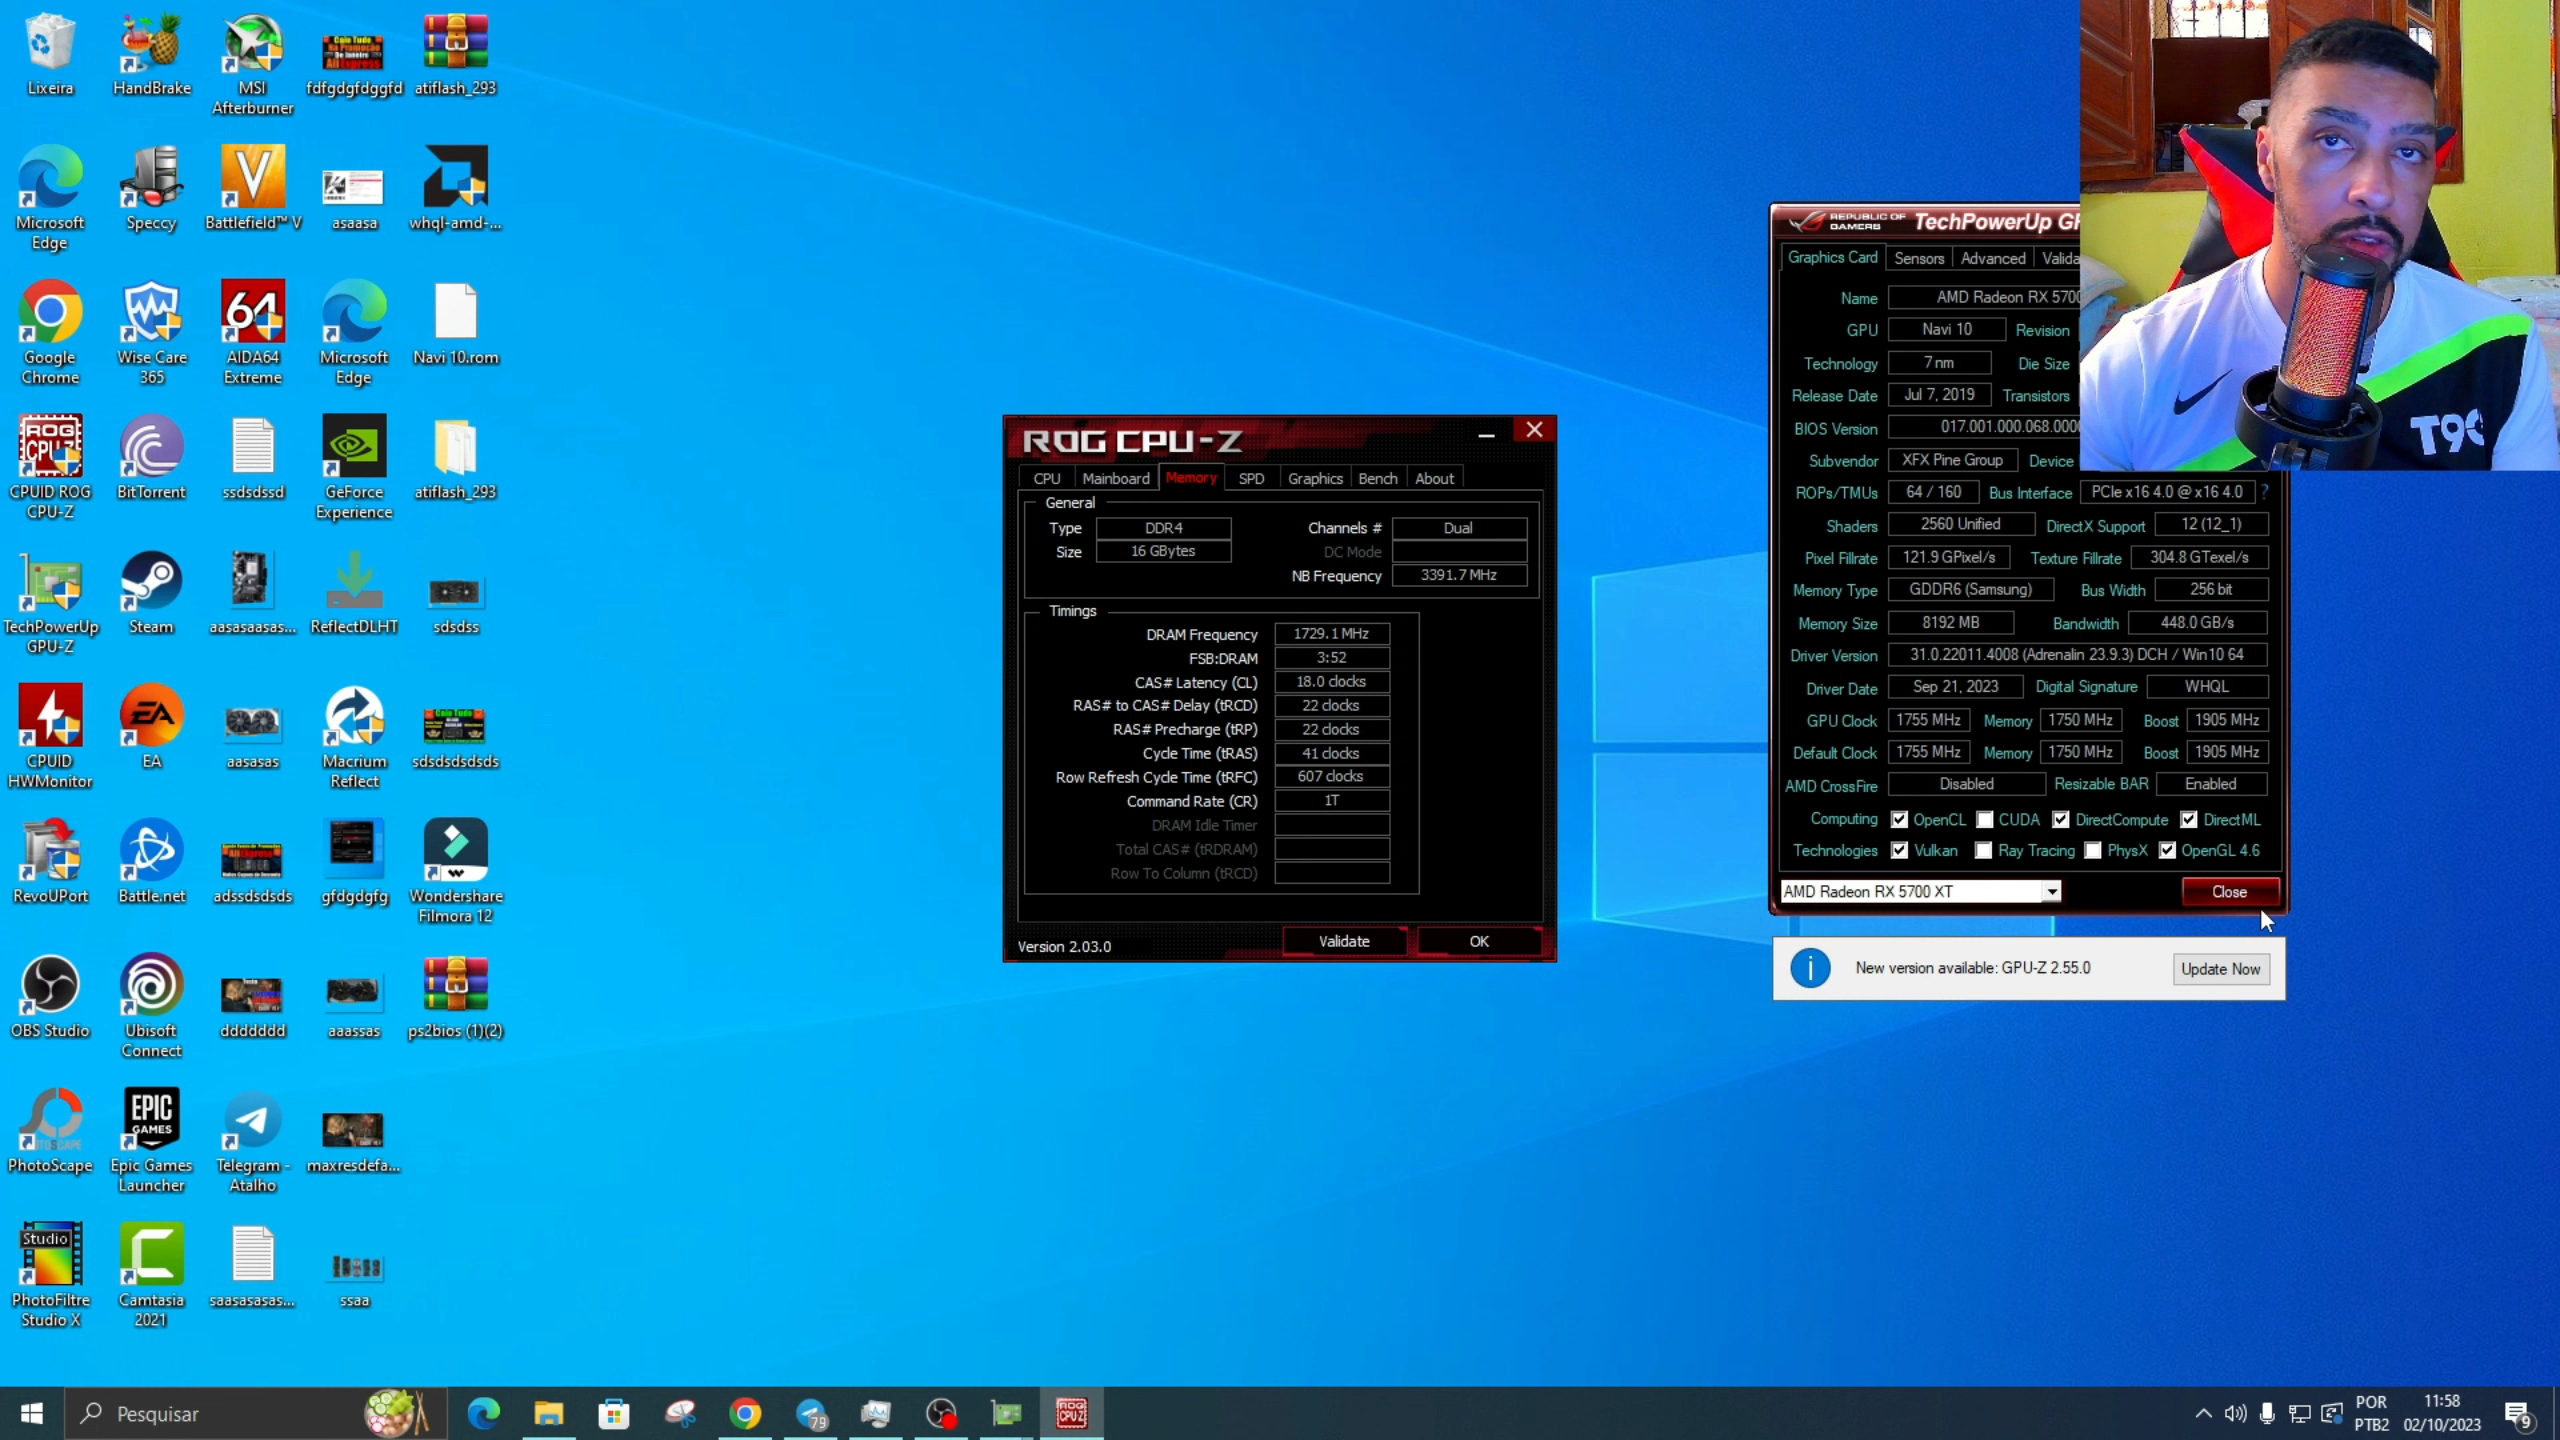 Lixeira
HandBrake
MSI
Afterburner
fdfgdgfdggfd
atiflash_293
Microsoft
Edge
Speccy
Battlefield™ V
asaasa
whql-amd-...
Google
Chrome
Wise Care
365
AIDA64
Extreme
Microsoft
Edge
Navi 10.rom
CPUID ROG
CPU-Z
BitTorrent
ssdsdssd
GeForce
Experience
atiflash_293
TechPowerUp
GPU-Z
Steam
aasasaasas...
ReflectDLHT
sdsdss
CPUID
HWMonitor
EA
aasasas
Macrium
Reflect
sdsdsdsdsds
RevoUPort
Battle.net
adssdsdsds
gfdgdgfg
Wondershare
Filmora 12
OBS Studio
Ubisoft
Connect
ddddddd
aaassas
ps2bios (1)(2)
PhotoScape
Epic Games
Launcher
Telegram -
Atalho
maxresdefa...
PhotoFiltre
Studio X
Camtasia
2021
saasasasas...
ssaa
ROG CPU-Z
CPU Mainboard Memory SPD Graphics Bench About
General
Type DDR4 Channels # Dual
Size 16 GBytes DC Mode
NB Frequency 3391.7 MHz
Timings
DRAM Frequency 1729.1 MHz
FSB:DRAM 3:52
CAS# Latency (CL) 18.0 clocks
RAS# to CAS# Delay (tRCD) 22 clocks
RAS# Precharge (tRP) 22 clocks
Cycle Time (tRAS) 41 clocks
Row Refresh Cycle Time (tRFC) 607 clocks
Command Rate (CR) 1T
DRAM Idle Timer
Total CAS# (tRDRAM)
Row To Column (tRCD)
Version 2.03.0 Validate OK
REPUBLIC OF
GAMERS TechPowerUp
Graphics Card Sensors Advanced Valida
Name AMD Radeon RX 5700
GPU Navi 10 Revision
Technology 7 nm Die Size
Release Date Jul 7, 2019 Transistors
BIOS Version 017.001.000.068.000
Subvendor XFX Pine Group Device
ROPs/TMUs 64 / 160 Bus Interface PCIe x16 4.0 @ x16 4.0 ?
Shaders 2560 Unified DirectX Support 12 (12_1)
Pixel Fillrate 121.9 GPixel/s Texture Fillrate 304.8 GTexel/s
Memory Type GDDR6 (Samsung) Bus Width 256 bit
Memory Size 8192 MB Bandwidth 448.0 GB/s
Driver Version 31.0.22011.4008 (Adrenalin 23.9.3) DCH / Win10 64
Driver Date Sep 21, 2023 Digital Signature WHQL
GPU Clock 1755 MHz Memory 1750 MHz Boost 1905 MHz
Default Clock 1755 MHz Memory 1750 MHz Boost 1905 MHz
AMD CrossFire Disabled Resizable BAR Enabled
Computing OpenCL CUDA DirectCompute DirectML
Technologies Vulkan Ray Tracing PhysX OpenGL 4.6
AMD Radeon RX 5700 XT Close
New version available: GPU-Z 2.55.0 Update Now
T90
Pesquisar
79
POR
PTB2
11:58
02/10/2023
9